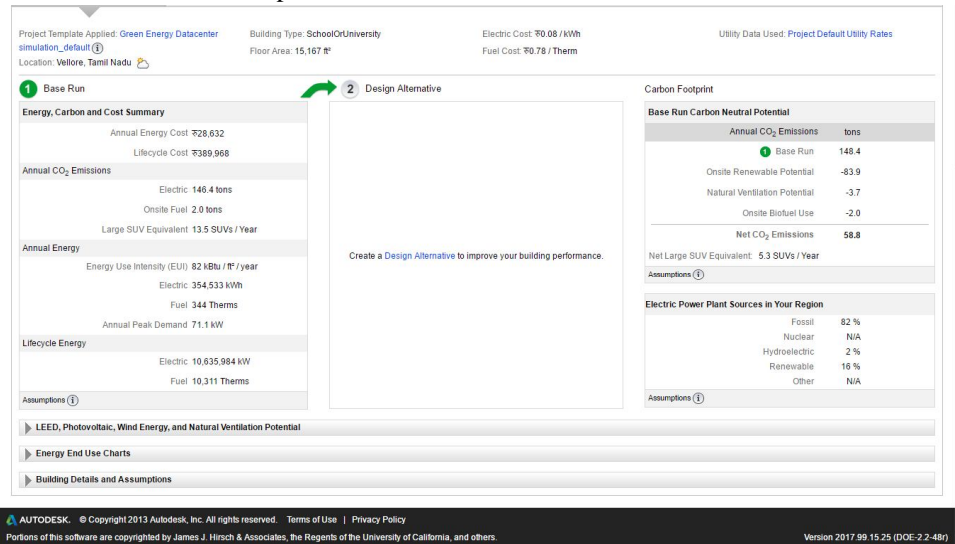 Project Template Applied: Green Energy Datacenter
simulation_default
Location: Vellore, Tamil Nadu
Building Type: SchoolOrUniversity
Floor Area: 15,167 ft²
Electric Cost: ₹0.08 / kWh
Fuel Cost: ₹0.78 / Therm
Utility Data Used: Project Default Utility Rates
1 Base Run
Energy, Carbon and Cost Summary
Annual Energy Cost ₹28,632
Lifecycle Cost ₹389,968
Annual CO₂ Emissions
Electric 146.4 tons
Onsite Fuel 2.0 tons
Large SUV Equivalent 13.5 SUVs / Year
Annual Energy
Energy Use Intensity (EUI) 82 kBtu / ft² / year
Electric 354,533 kWh
Fuel 344 Therms
Annual Peak Demand 71.1 kW
Lifecycle Energy
Electric 10,635,984 kW
Fuel 10,311 Therms
Assumptions
2 Design Alternative
Create a Design Alternative to improve your building performance.
Carbon Footprint
Base Run Carbon Neutral Potential
Annual CO₂ Emissions tons
1 Base Run 148.4
Onsite Renewable Potential -83.9
Natural Ventilation Potential -3.7
Onsite Biofuel Use -2.0
Net CO₂ Emissions 58.8
Net Large SUV Equivalent: 5.3 SUVs / Year
Assumptions
Electric Power Plant Sources in Your Region
Fossil 82 %
Nuclear N/A
Hydroelectric 2 %
Renewable 16 %
Other N/A
Assumptions
LEED, Photovoltaic, Wind Energy, and Natural Ventilation Potential
Energy End Use Charts
Building Details and Assumptions
AUTODESK. © Copyright 2013 Autodesk, Inc. All rights reserved. Terms of Use | Privacy Policy
Portions of this software are copyrighted by James J. Hirsch & Associates, the Regents of the University of California, and others.
Version 2017.99.15.25 (DOE-2.2-48r)